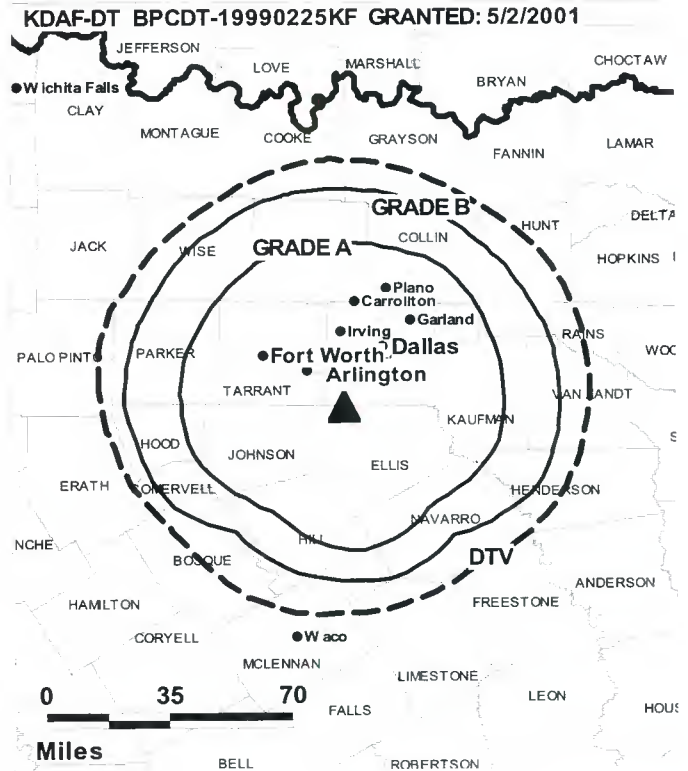 KDAF-DT BPCDT-19990225KF GRANTED: 5/2/2001
JEFFERSON
LOVE
MARSHALL
BRYAN
CHOCTAW
Wichita Falls
CLAY
MONTAGUE
COOKE
GRAYSON
FANNIN
LAMAR
GRADE B
DELTA
HUNT
COLLIN
JACK
WISE
GRADE A
HOPKINS
Plano
Carrollton
Garland
Irving
RAINS
Dallas
PALO PINTO
PARKER
Fort Worth
WOO
Arlington
TARRANT
VAN ZANDT
KAUFMAN
HOOD
JOHNSON
ELLIS
S
ERATH
SOMERVELL
HENDERSON
NAVARRO
HILL
NCHE
BOSQUE
DTV
ANDERSON
HAMILTON
FREESTONE
CORYELL
Waco
MCLENNAN
LIMESTONE
0 35 70
LEON
FALLS
HOUS
Miles
BELL
ROBERTSON